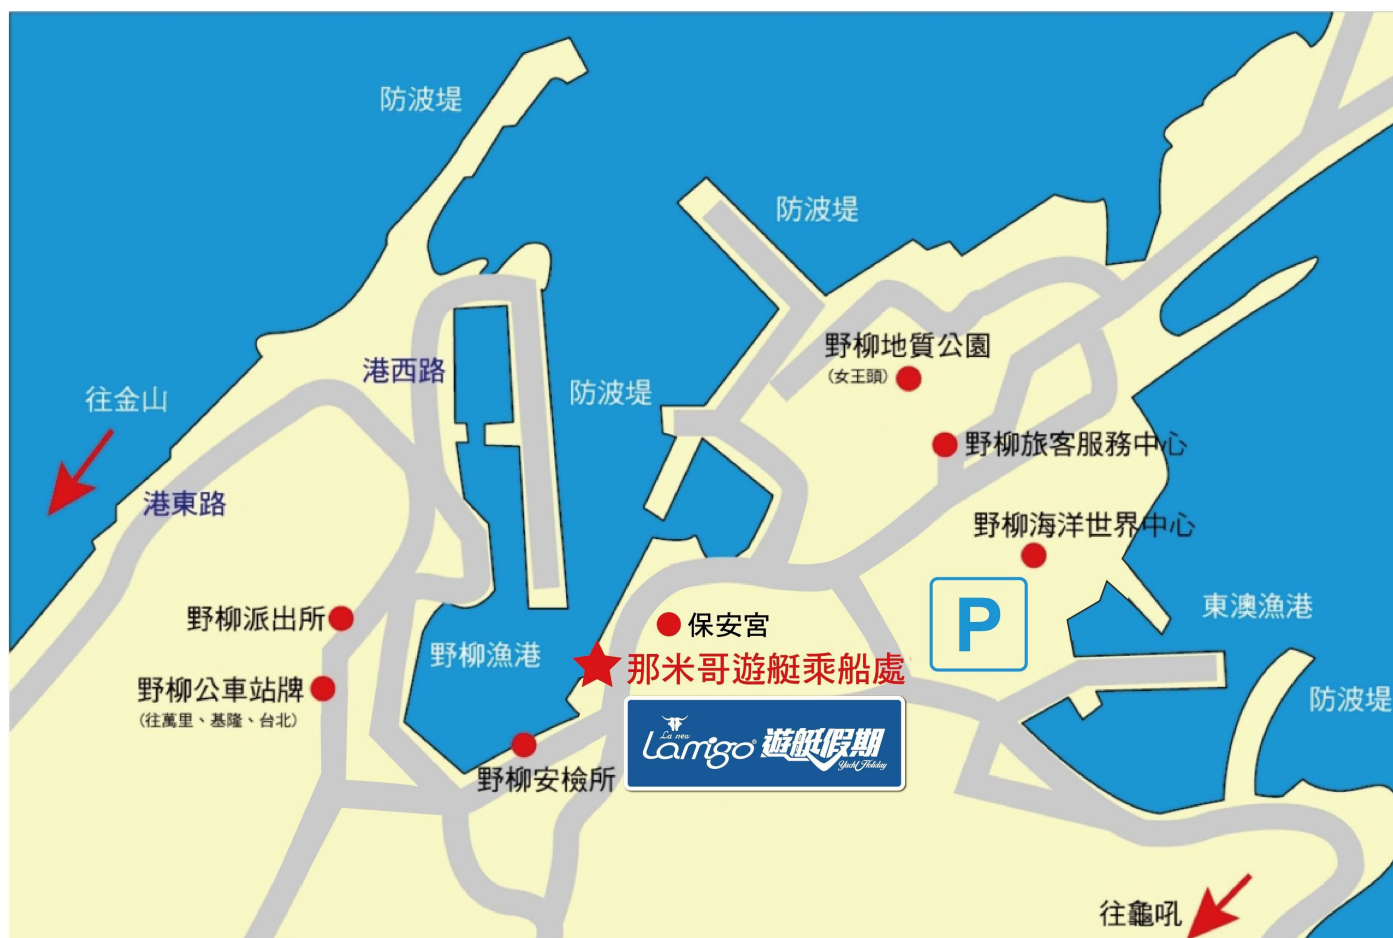 防波堤
防波堤
野柳地質公園
(女王頭)
港西路
防波堤
往金山
野柳旅客服務中心
港東路
野柳海洋世界中心
P
東澳漁港
野柳派出所
保安宮
野柳漁港
那米哥遊艇乘船處
野柳公車站牌
(往萬里、基隆、台北)
防波堤
La new
Lamigo 遊艇假期
Yacht Holiday
野柳安檢所
往龜吼